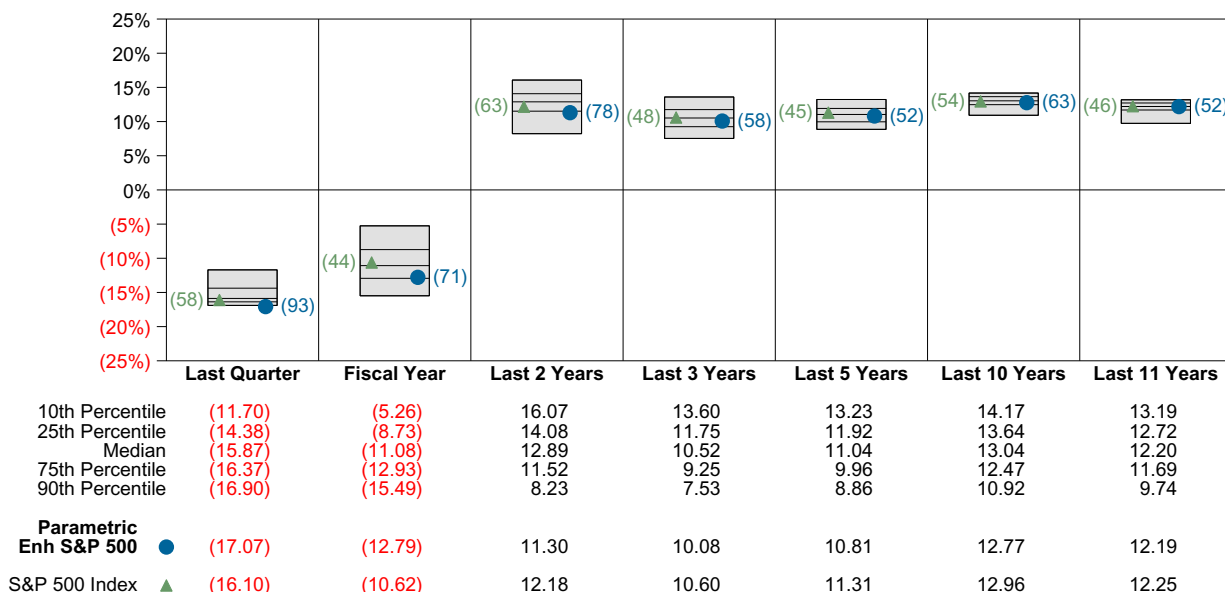 25%
20%
15%
10%
5%
0%
(5%)
(10%)
(15%)
(20%)
(25%)
(58) (93)
(44) (71)
(63) (78)
(48) (58)
(45) (52)
(54) (63)
(46) (52)
Last Quarter Fiscal Year Last 2 Years Last 3 Years Last 5 Years Last 10 Years Last 11 Years
10th Percentile (11.70) (5.26) 16.07 13.60 13.23 14.17 13.19
25th Percentile (14.38) (8.73) 14.08 11.75 11.92 13.64 12.72
Median (15.87) (11.08) 12.89 10.52 11.04 13.04 12.20
75th Percentile (16.37) (12.93) 11.52 9.25 9.96 12.47 11.69
90th Percentile (16.90) (15.49) 8.23 7.53 8.86 10.92 9.74
Parametric
Enh S&P 500 (17.07) (12.79) 11.30 10.08 10.81 12.77 12.19
S&P 500 Index (16.10) (10.62) 12.18 10.60 11.31 12.96 12.25